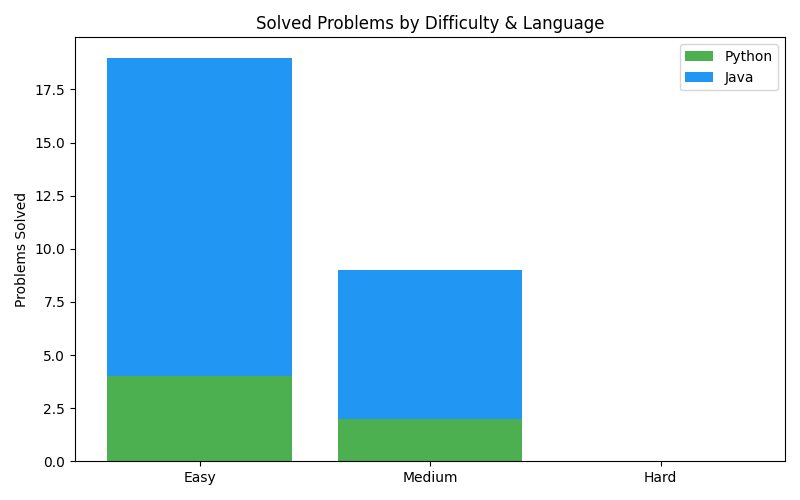 Solved Problems by Difficulty & Language
Python
Java
Problems Solved
17.5
15.0
12.5
10.0
7.5
5.0
2.5
0.0
Easy
Medium
Hard